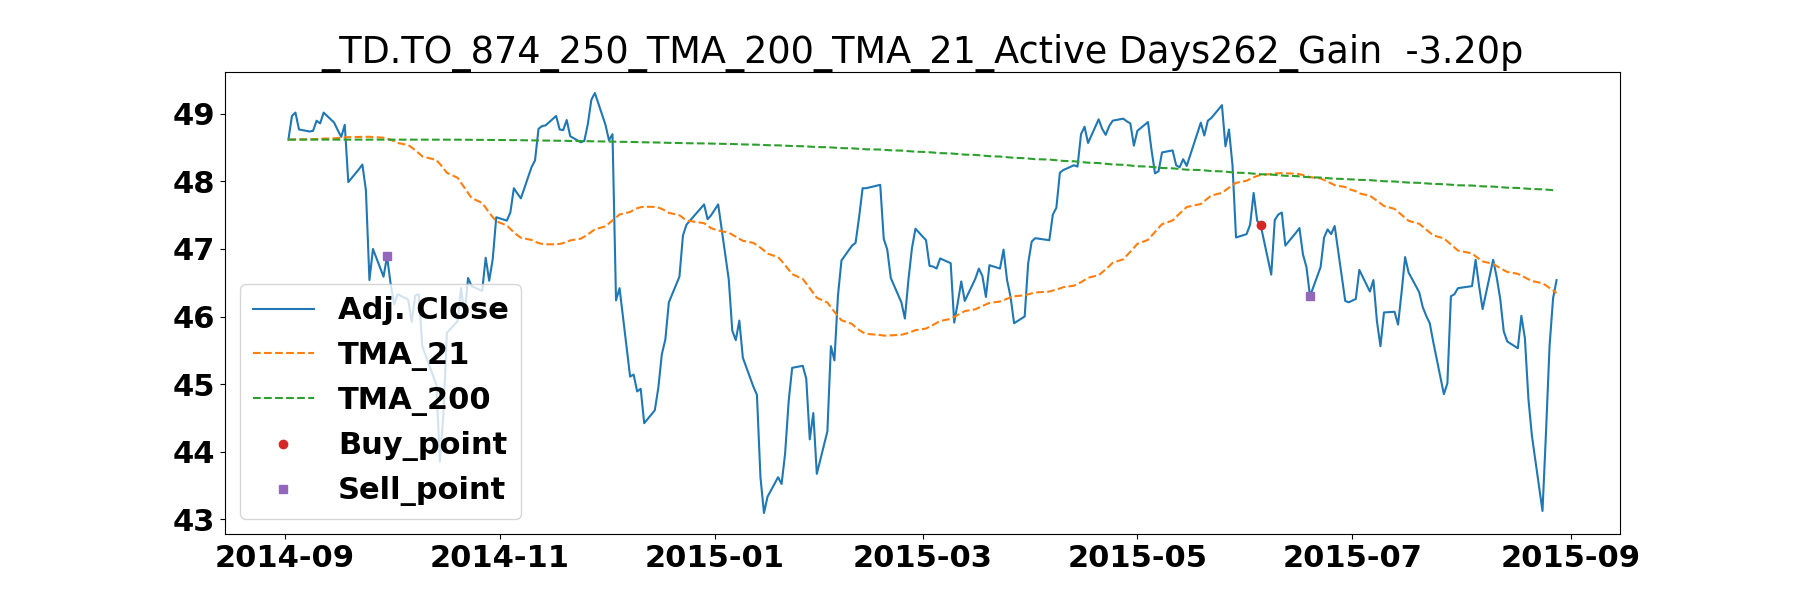 _TD.TO_874_250_TMA_200_TMA_21_Active Days262_Gain  -3.20p
49
48
47
46
45
44
43
Adj. Close
TMA_21
TMA_200
Buy_point
Sell_point
2014-09 2014-11 2015-01 2015-03 2015-05 2015-07 2015-09